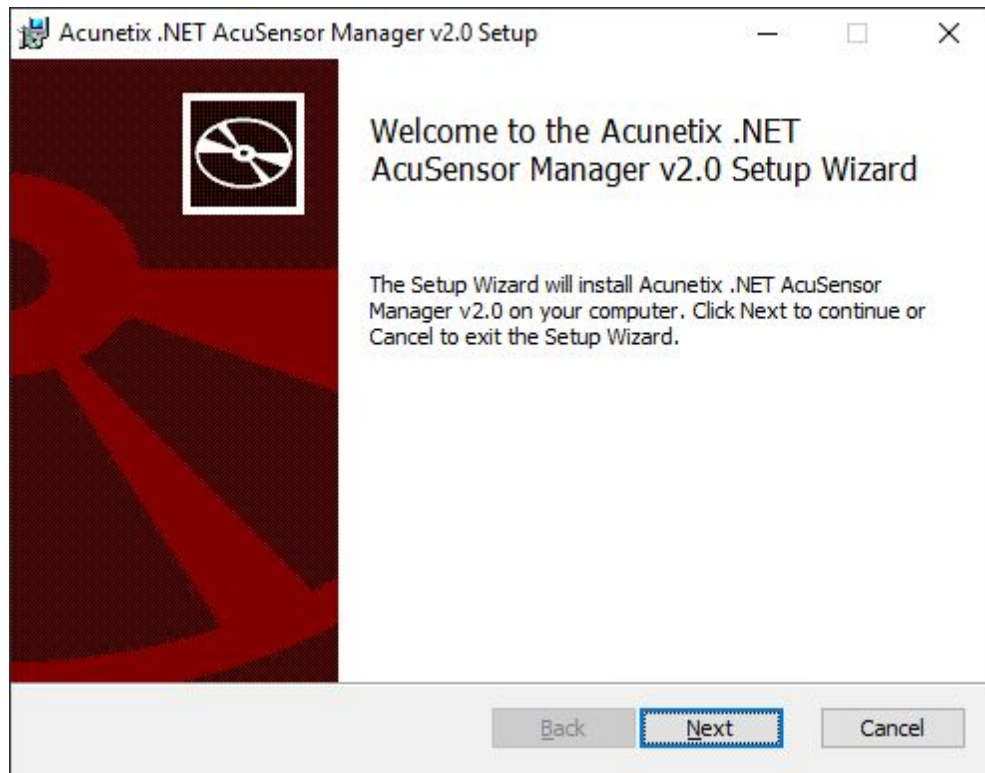 Acunetix .NET AcuSensor Manager v2.0 Setup
Welcome to the Acunetix .NET
AcuSensor Manager v2.0 Setup Wizard
The Setup Wizard will install Acunetix .NET AcuSensor
Manager v2.0 on your computer. Click Next to continue or
Cancel to exit the Setup Wizard.
Back Next Cancel